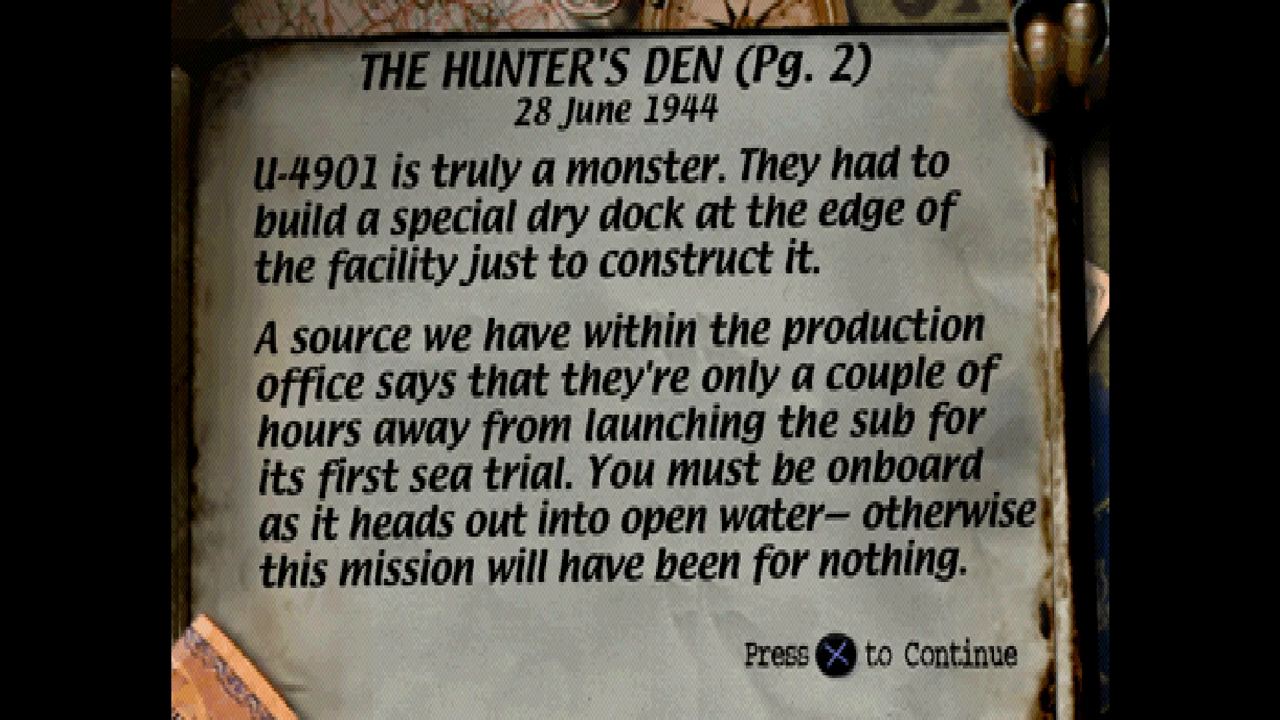 THE HUNTER'S DEN (Pg. 2)
28 June 1944
U-4901 is truly a monster. They had to
build a special dry dock at the edge of
the facility just to construct it.
A source we have within the production
office says that they're only a couple of
hours away from launching the sub for
its first sea trial. You must be onboard
as it heads out into open water— otherwise
this mission will have been for nothing.
Press X to Continue